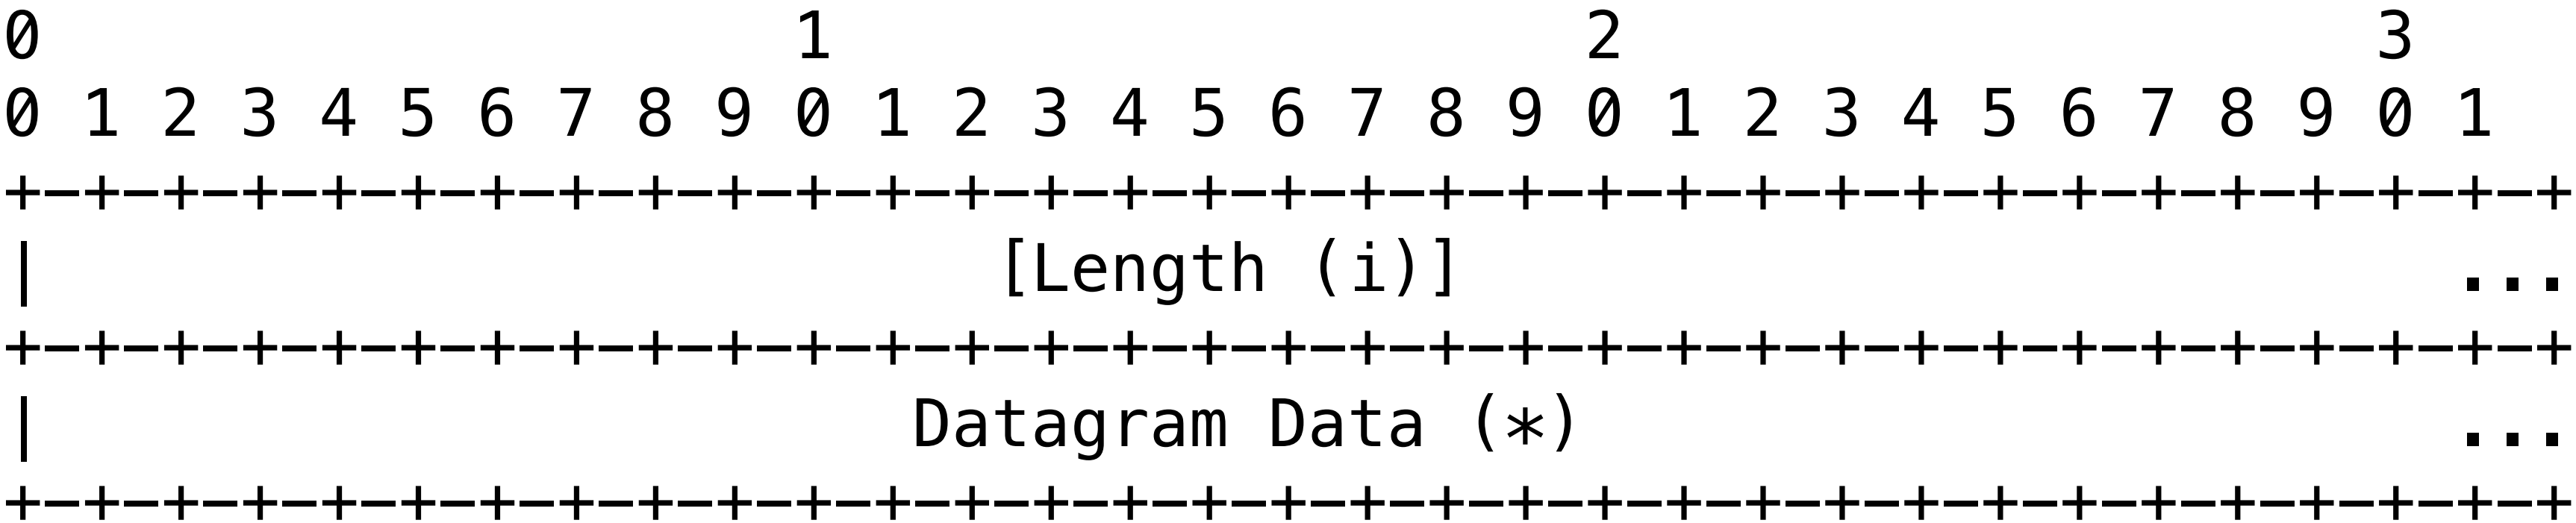 0                   1                   2                   3
0 1 2 3 4 5 6 7 8 9 0 1 2 3 4 5 6 7 8 9 0 1 2 3 4 5 6 7 8 9 0 1
+-+-+-+-+-+-+-+-+-+-+-+-+-+-+-+-+-+-+-+-+-+-+-+-+-+-+-+-+-+-+-+-+
|                        [Length (i)]                         ...
+-+-+-+-+-+-+-+-+-+-+-+-+-+-+-+-+-+-+-+-+-+-+-+-+-+-+-+-+-+-+-+-+
|                      Datagram Data (*)                      ...
+-+-+-+-+-+-+-+-+-+-+-+-+-+-+-+-+-+-+-+-+-+-+-+-+-+-+-+-+-+-+-+-+